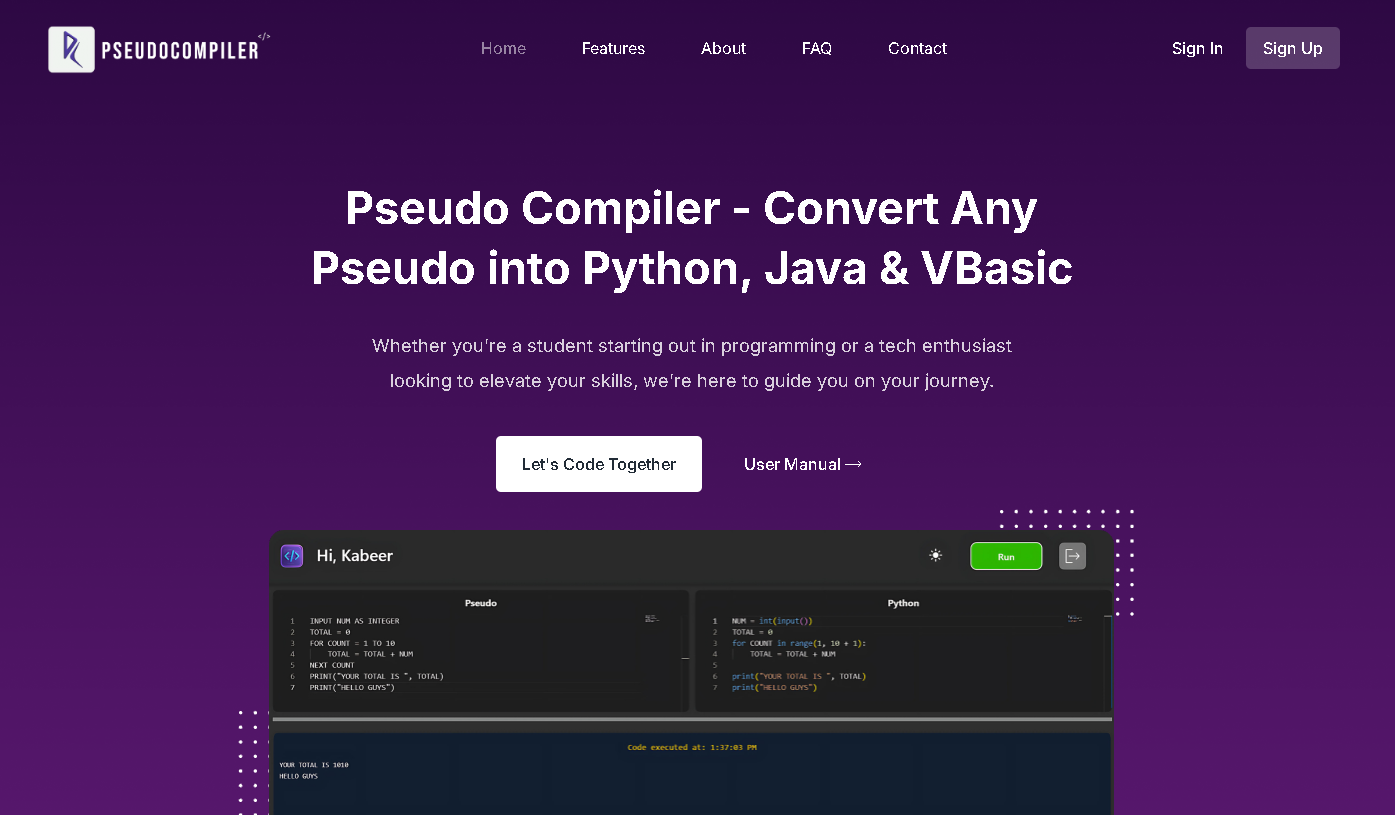 PSEUDOCOMPILER </>
Home Features About FAQ Contact Sign In Sign Up
Pseudo Compiler - Convert Any
Pseudo into Python, Java & VBasic
Whether you're a student starting out in programming or a tech enthusiast
looking to elevate your skills, we're here to guide you on your journey.
Let's Code Together User Manual →
</> Hi, Kabeer Run
Pseudo
1 INPUT NUM AS INTEGER
2 TOTAL = 0
3 FOR COUNT = 1 TO 10
4 TOTAL = TOTAL + NUM
5 NEXT COUNT
6 PRINT("YOUR TOTAL IS ", TOTAL)
7 PRINT("HELLO GUYS")
Python
1 NUM = int(input())
2 TOTAL = 0
3 for COUNT in range(1, 10 + 1):
4 TOTAL = TOTAL + NUM
5
6 print("YOUR TOTAL IS ", TOTAL)
7 print("HELLO GUYS")
Code executed at: 1:37:03 PM
YOUR TOTAL IS 1010
HELLO GUYS